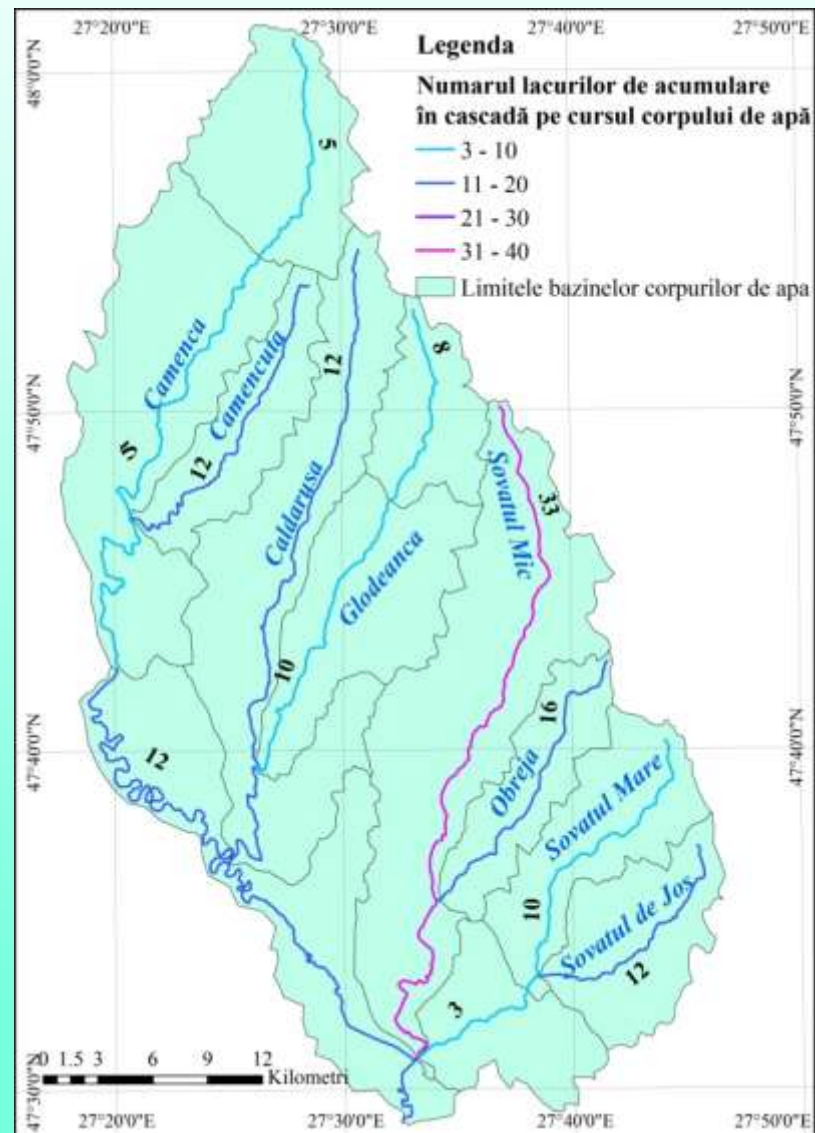 27°20'0"E
27°30'0"E
27°40'0"E
27°50'0"E
48°0'0"N
Legenda
Numarul lacurilor de acumulare
în cascadă pe cursul corpului de apă
3 - 10
11 - 20
21 - 30
31 - 40
Limitele bazinelor corpurilor de apa
5
Camenca
Camencuta
12
8
47°50'0"N
47°50'0"N
5
12
Caldarusa
Glodeanca
Șovatul Mic
33
10
16
12
47°40'0"N
47°40'0"N
Obreja
Sovatul Mare
10
Sovatul de Jos
12
3
0 1.5 3 6 9 12
Kilometri
47°30'0"N
27°20'0"E
27°30'0"E
27°40'0"E
27°50'0"E